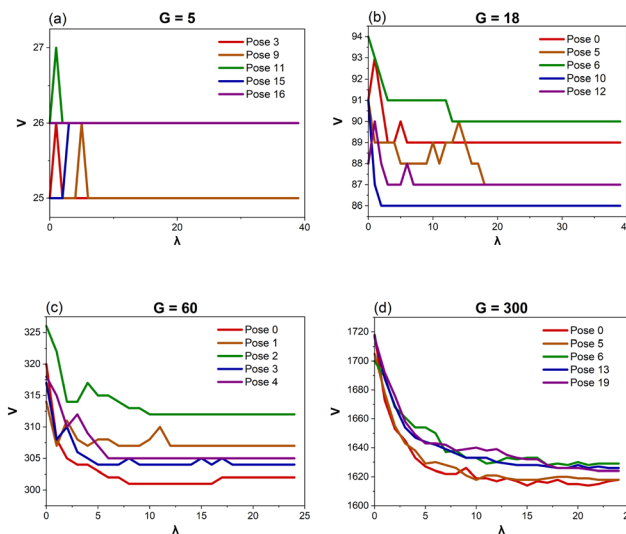 (a) G = 5
V
27
26
25
0 20 40
λ
Pose 3
Pose 9
Pose 11
Pose 15
Pose 16
(b) G = 18
V
94
93
92
91
90
89
88
87
86
0 10 20 30 40
λ
Pose 0
Pose 5
Pose 6
Pose 10
Pose 12
(c) G = 60
V
325
320
315
310
305
300
0 5 10 15 20 25
λ
Pose 0
Pose 1
Pose 2
Pose 3
Pose 4
(d) G = 300
V
1720
1700
1680
1660
1640
1620
1600
0 5 10 15 20 25
λ
Pose 0
Pose 5
Pose 6
Pose 13
Pose 19